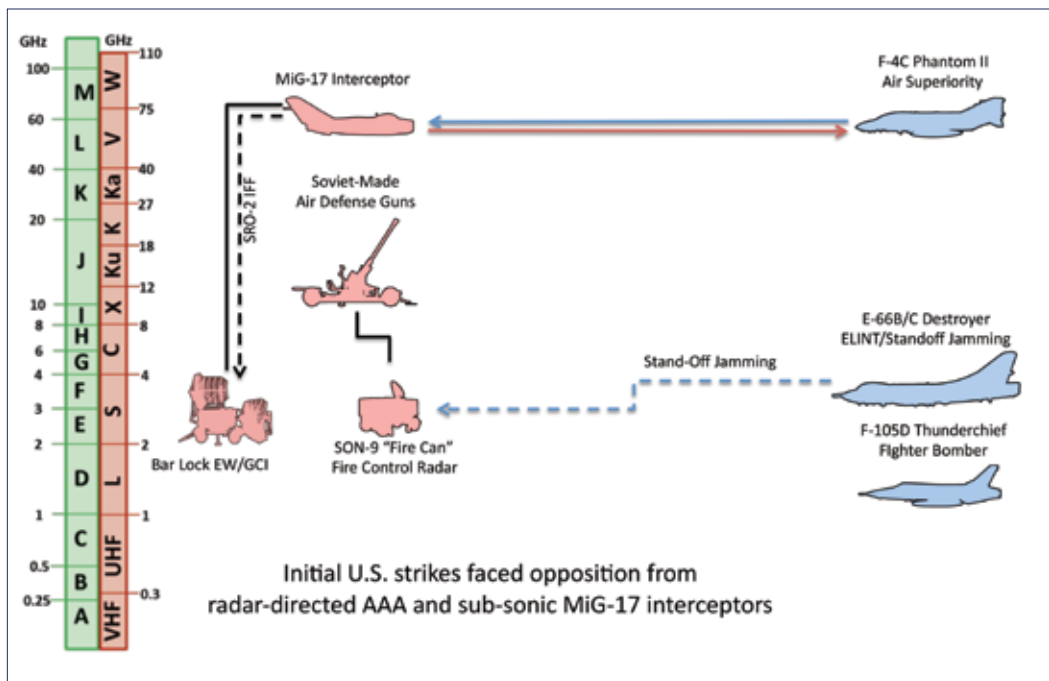 GHz
GHz
100
60
40
20
10
8
6
4
3
2
1
0.5
0.25
M
L
K
J
I
H
G
F
E
D
C
B
A
W
V
Ka
K
Ku
X
C
S
L
UHF
VHF
110
75
40
27
18
12
8
4
2
1
0.3
MiG-17 Interceptor
F-4C Phantom II
Air Superiority
SRO-2 IFF
Soviet-Made
Air Defense Guns
E-66B/C Destroyer
ELINT/Standoff Jamming
Stand-Off Jamming
F-105D Thunderchief
FIghter Bomber
Bar Lock EW/GCI
SON-9 “Fire Can”
Fire Control Radar
Initial U.S. strikes faced opposition from
radar-directed AAA and sub-sonic MiG-17 interceptors